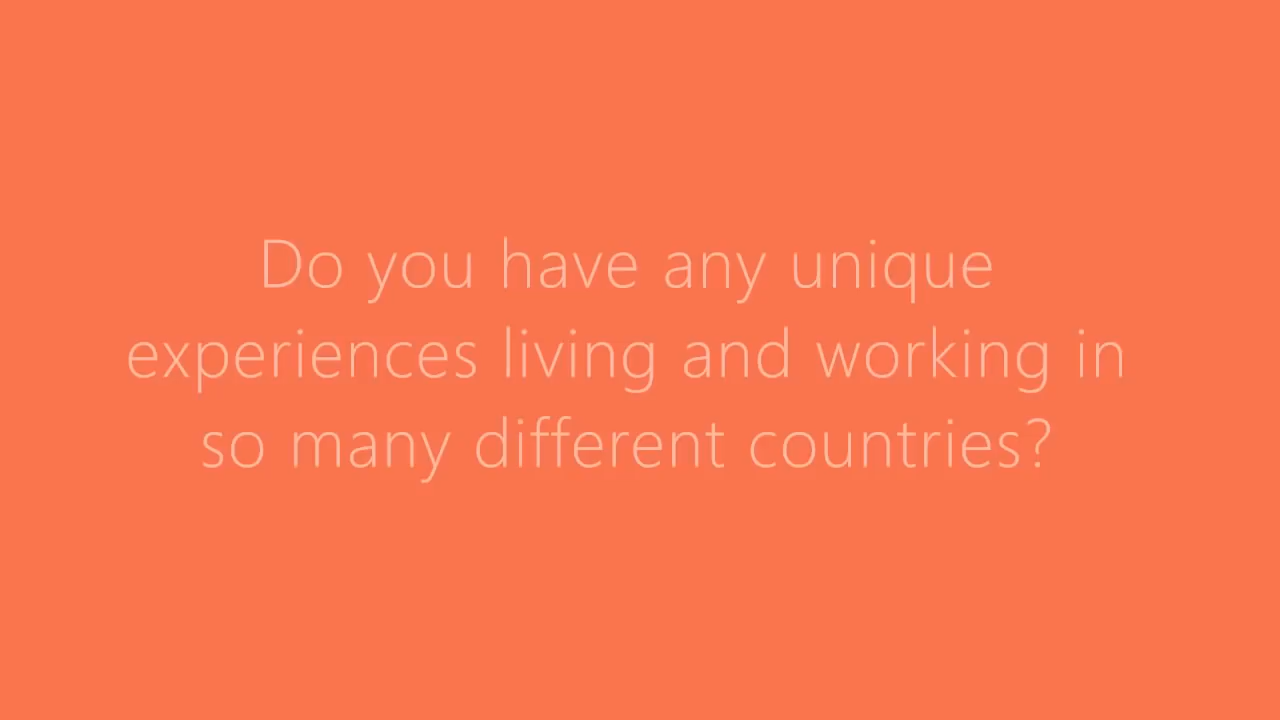 Do you have any unique
experiences living and working in
so many different countries?